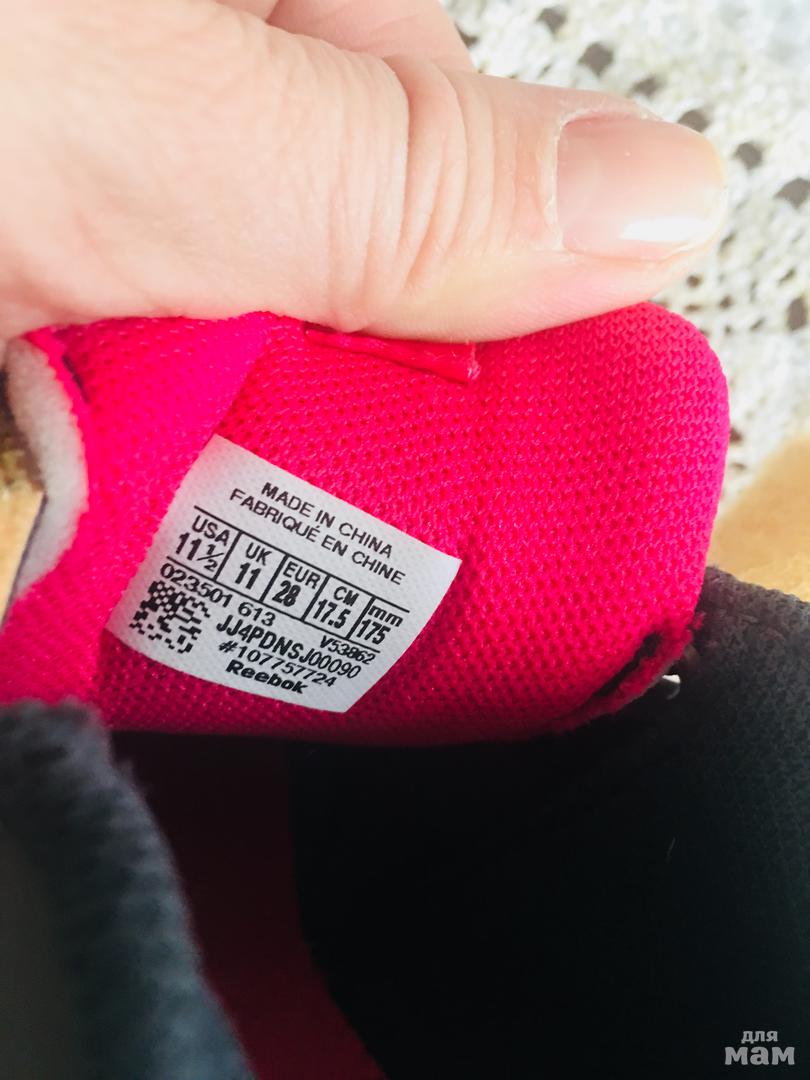 MADE IN CHINA
FABRIQUÉ EN CHINE
USA UK EUR CM mm
11½ 11 28 17.5 175
023501 613 V53862
JJ4PDNSJ00090
#107757724
Reebok
для
мам